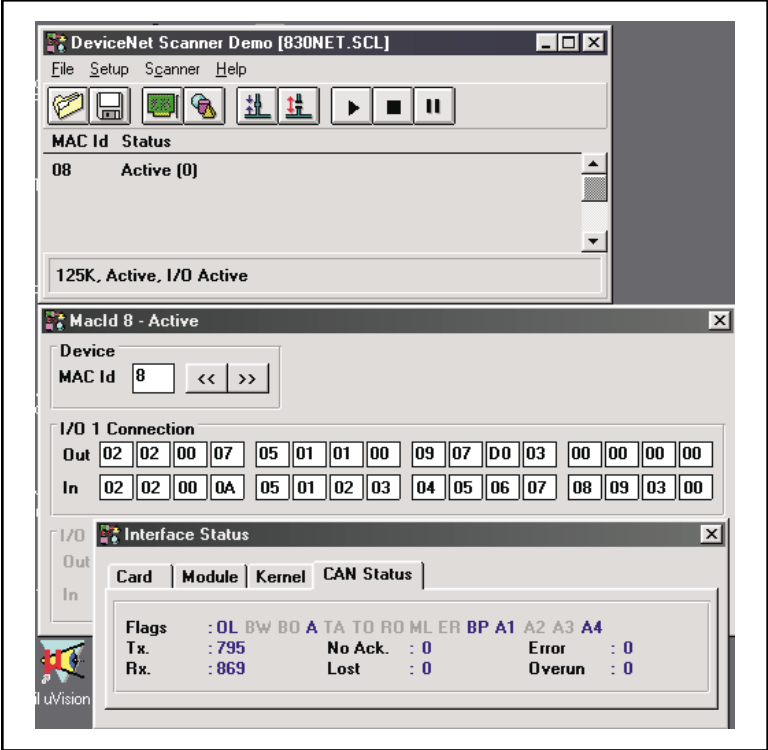 DeviceNet Scanner Demo [830NET.SCL]
File Setup Scanner Help
MAC Id Status
08 Active (0)
125K, Active, I/O Active
MacId 8 - Active
Device
MAC Id 8 << >>
I/O 1 Connection
Out 02 02 00 07 05 01 01 00 09 07 D0 03 00 00 00 00
In 02 02 00 0A 05 01 02 03 04 05 06 07 08 09 03 00
I/O
Out
In
Interface Status
Card Module Kernel CAN Status
Flags : OL BW BO A TA TO RO ML ER BP A1 A2 A3 A4
Tx. : 795 No Ack. : 0 Error : 0
Rx. : 869 Lost : 0 Overun : 0
il uVision